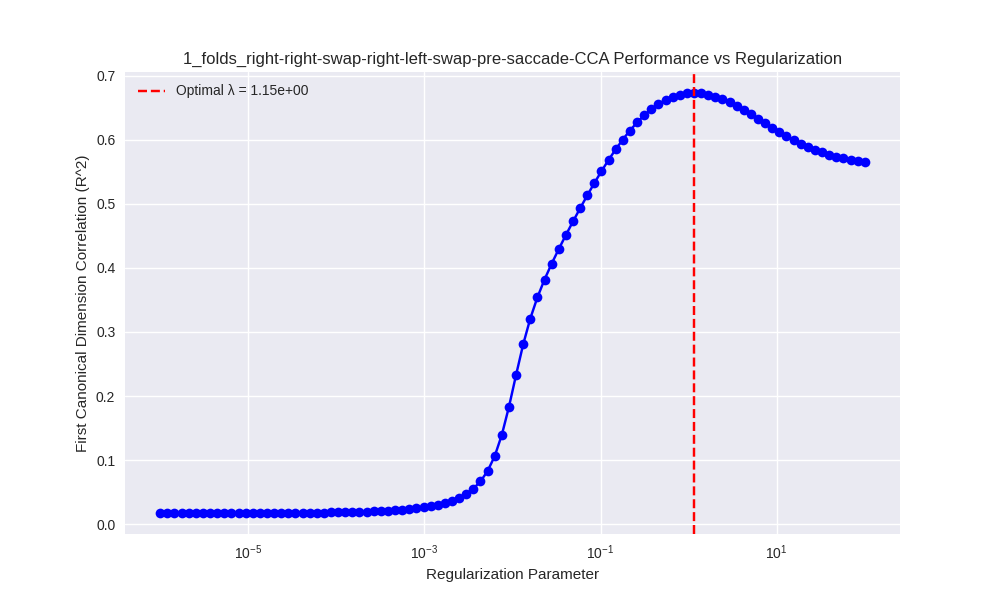 1_folds_right-right-swap-right-left-swap-pre-saccade-CCA Performance vs Regularization
Optimal λ = 1.15e+00
First Canonical Dimension Correlation (R^2)
0.7
0.6
0.5
0.4
0.3
0.2
0.1
0.0
10⁻⁵ 10⁻³ 10⁻¹ 10¹
Regularization Parameter